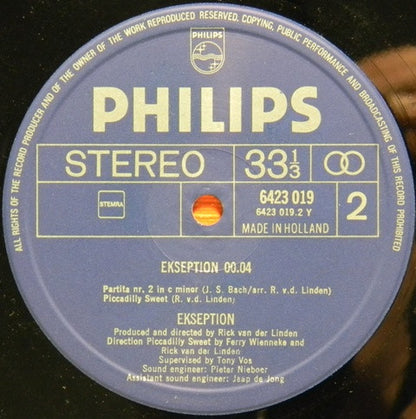 ALL RIGHTS OF THE RECORD PRODUCER AND OF THE OWNER OF THE WORK REPRODUCED RESERVED. COPYING, PUBLIC PERFORMANCE AND BROADCASTING OF THIS RECORD PROHIBITED
PHILIPS
PHILIPS
STEREO 33⅓
STEMRA
6423 019
6423 019.2 Y
MADE IN HOLLAND
2
EKSEPTION 00.04
Partita nr. 2 in c minor (J. S. Bach/arr. R. v.d. Linden)
Piccadilly Sweet (R. v.d. Linden)
EKSEPTION
Produced and directed by Rick van der Linden
Direction Piccadilly Sweet by Ferry Wienneke and
Rick van der Linden
Supervised by Tony Vos
Sound engineer: Pieter Nieboer
Assistant sound engineer: Jaap de Jong